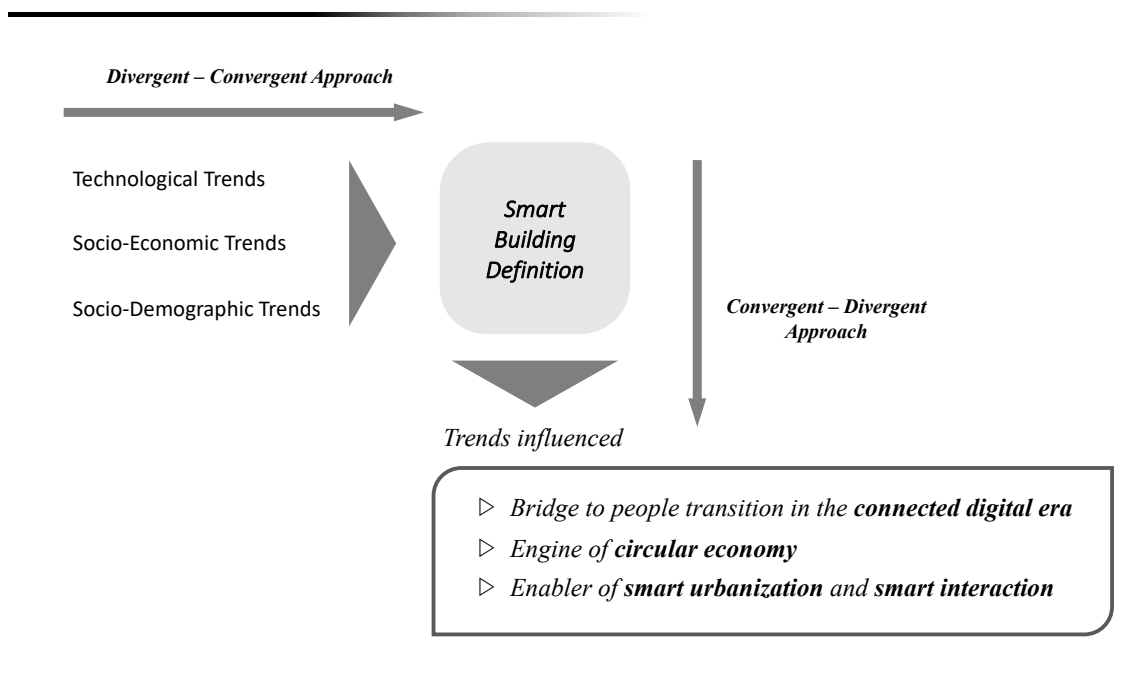 Divergent – Convergent Approach
Technological Trends
Socio-Economic Trends
Socio-Demographic Trends
Smart
Building
Definition
Convergent – Divergent
Approach
Trends influenced
Bridge to people transition in the connected digital era
Engine of circular economy
Enabler of smart urbanization and smart interaction